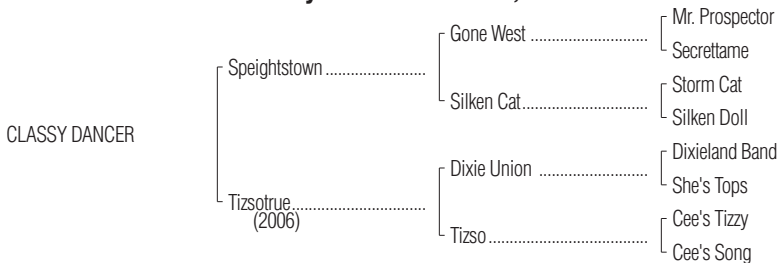 Mr. Prospector
Gone West ..............................
Secrettame
Speightstown .........................
Storm Cat
Silken Cat................................
Silken Doll
CLASSY DANCER
Dixieland Band
Dixie Union ............................
She's Tops
Tizsotrue.................................
(2006)
Cee's Tizzy
Tizso........................................
Cee's Song